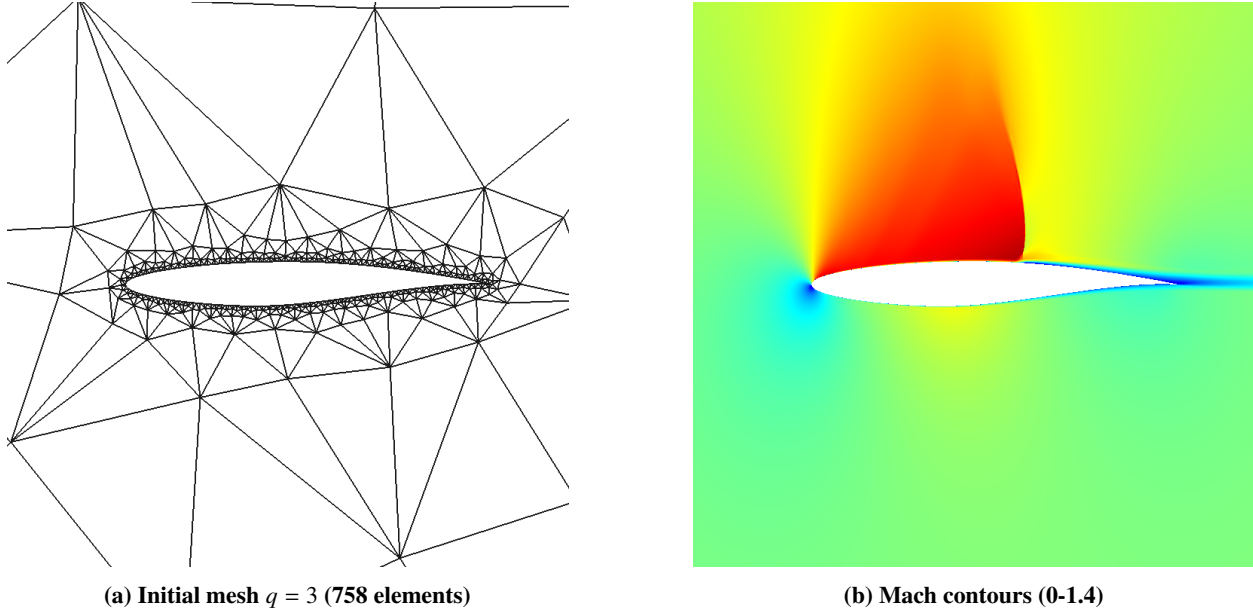 (a) Initial mesh q = 3 (758 elements)
(b) Mach contours (0-1.4)